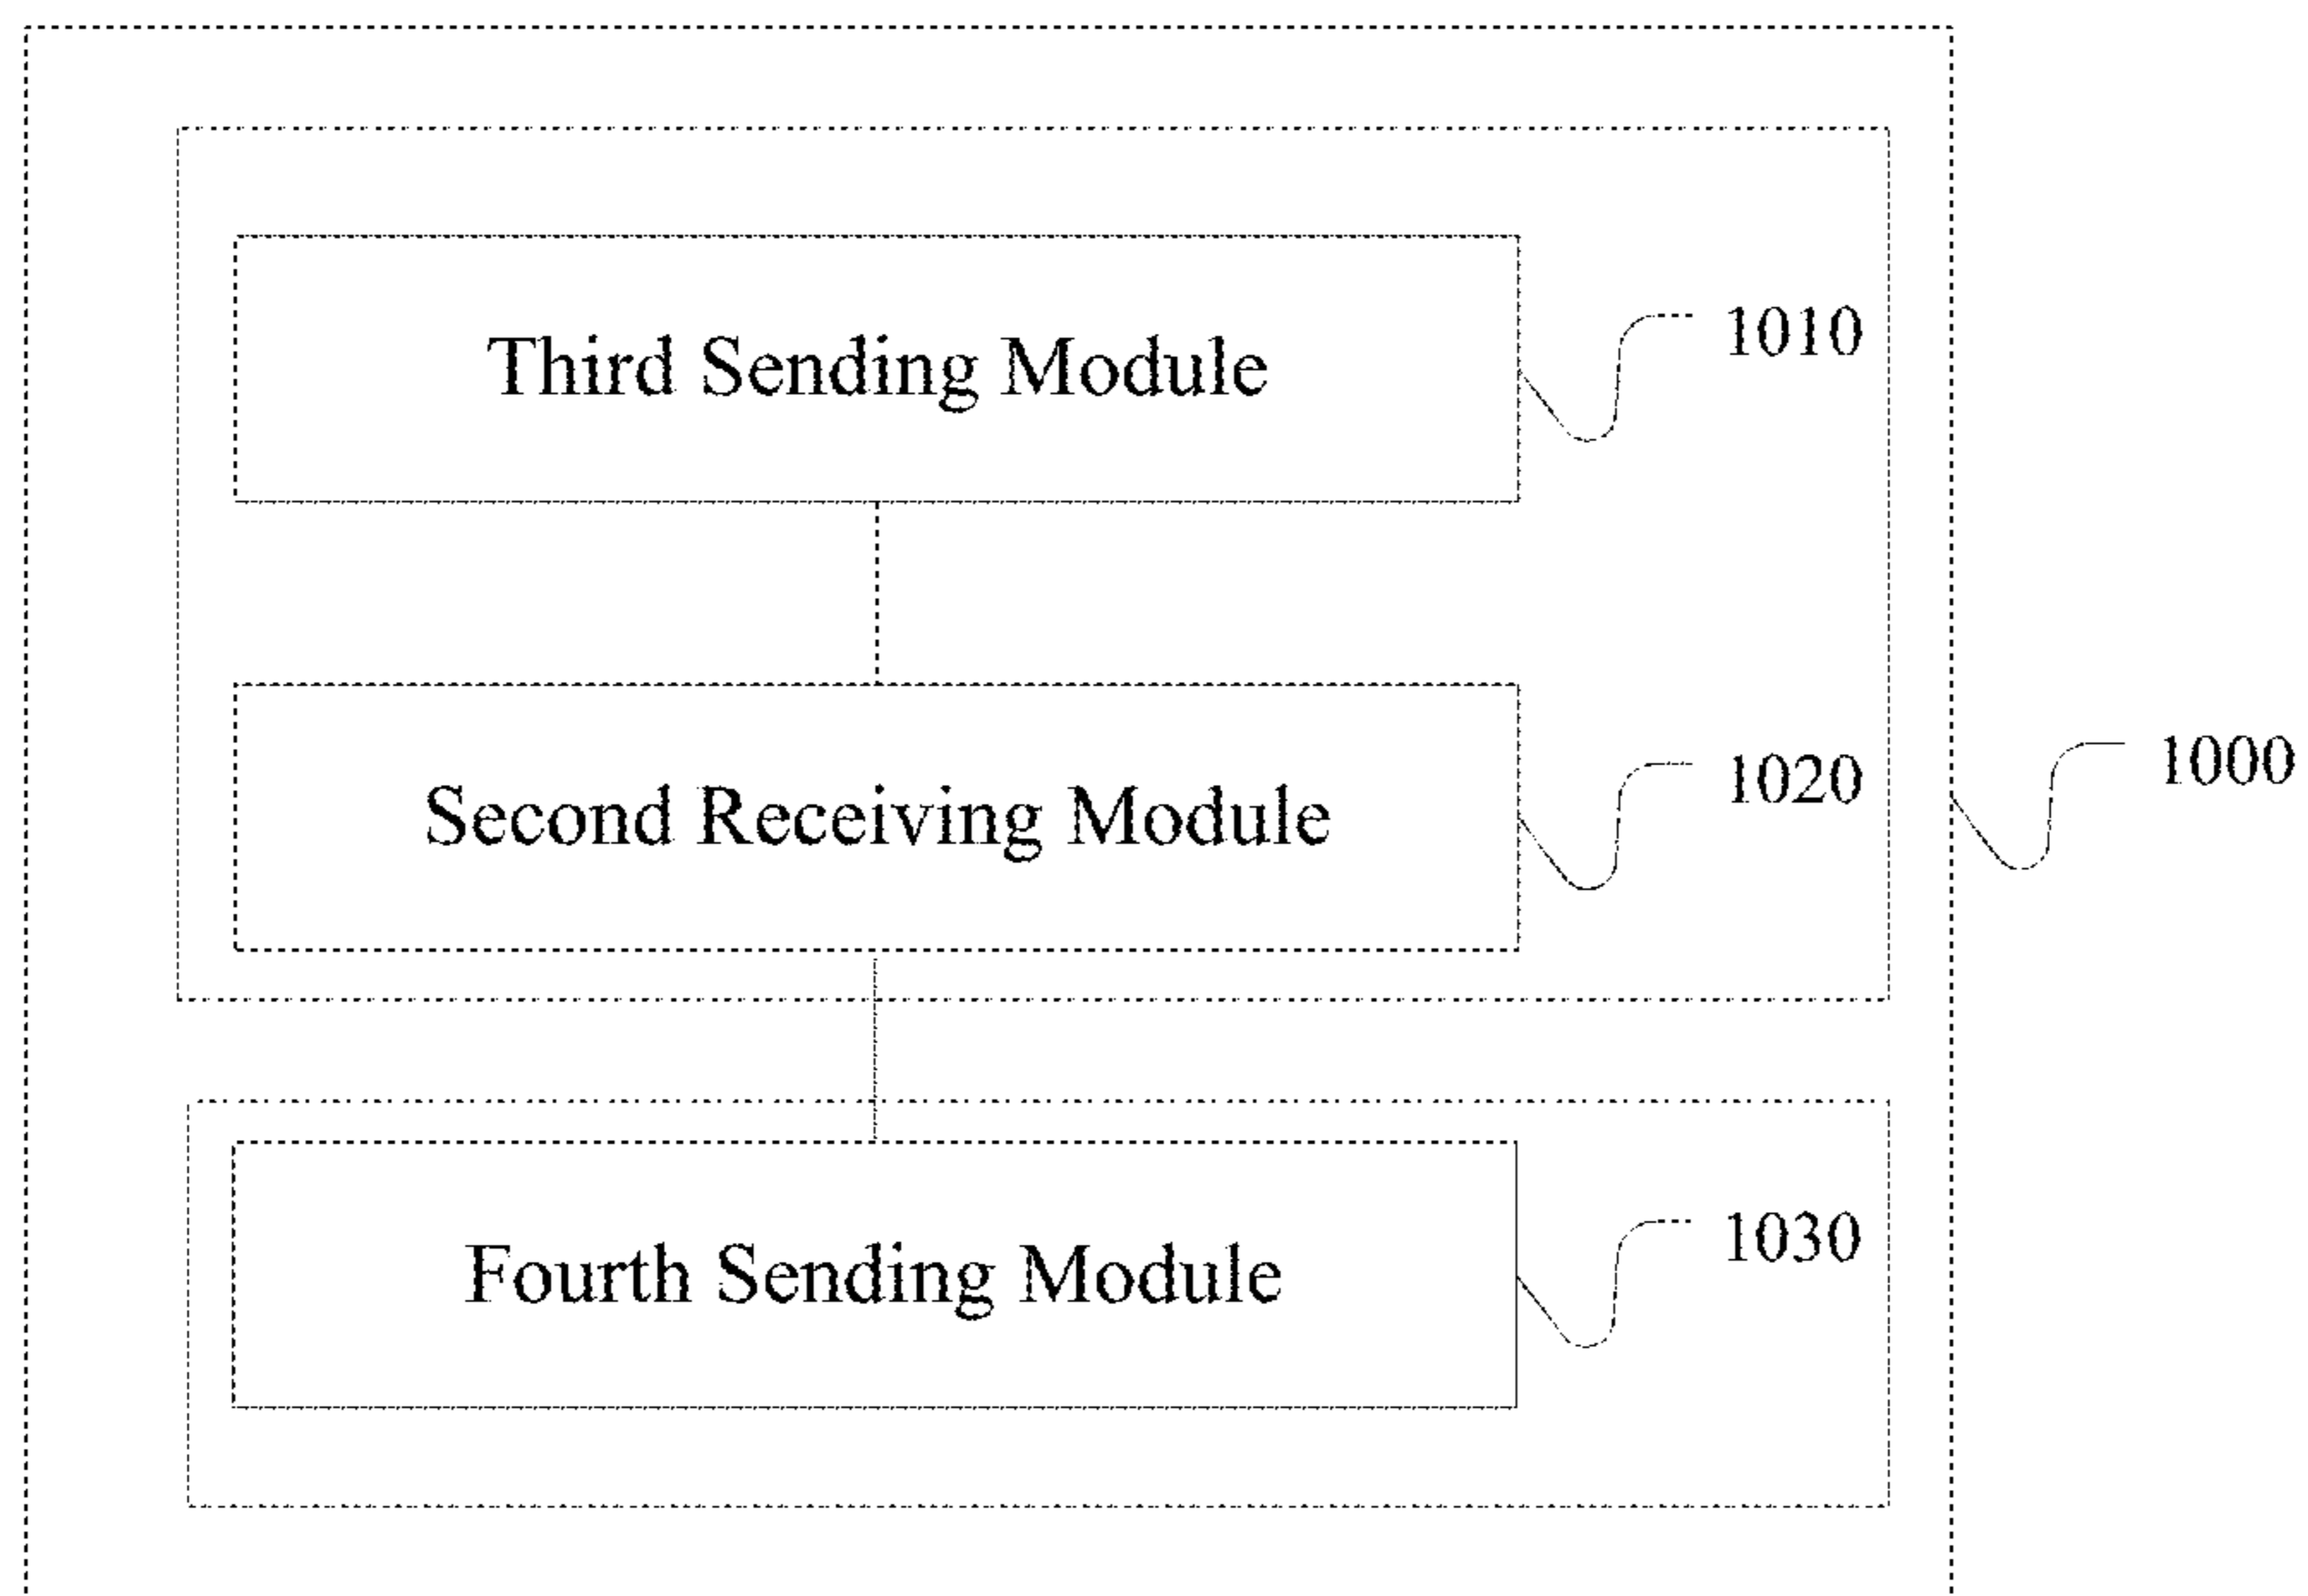 Third Sending Module
1010
Second Receiving Module
1020
1000
Fourth Sending Module
1030